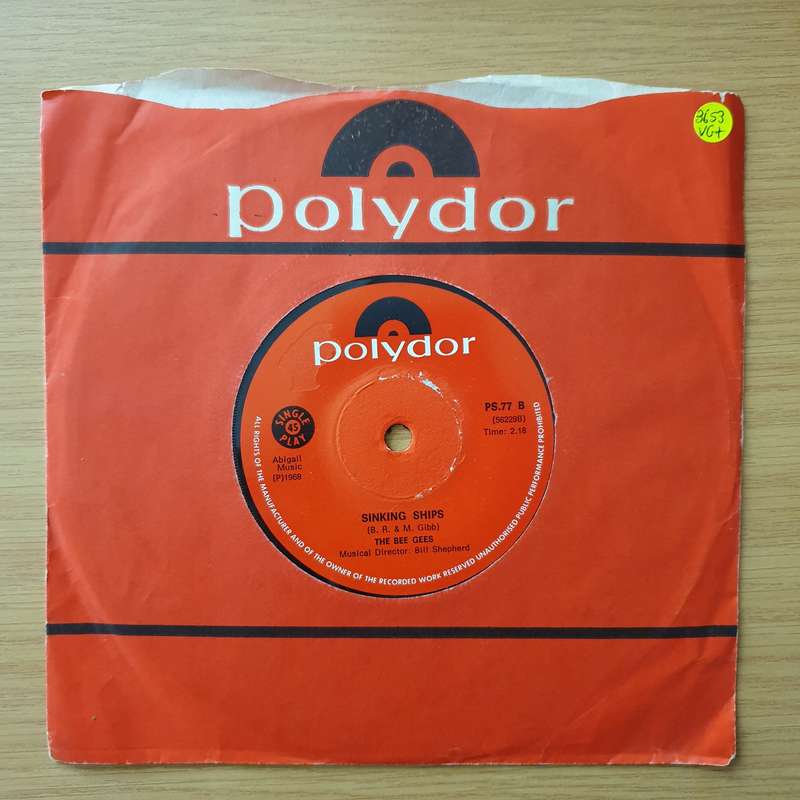 3653
VG+
polydor
polydor
PS.77 B
(56229B)
Time: 2.18
SINGLE
45
PLAY
Abigail
Music
(P)1968
SINKING SHIPS
(B. R. & M. Gibb)
THE BEE GEES
Musical Director: Bill Shepherd
ALL RIGHTS OF THE MANUFACTURER AND OF THE OWNER OF THE RECORDED WORK RESERVED UNAUTHORISED PUBLIC PERFORMANCE PROHIBITED